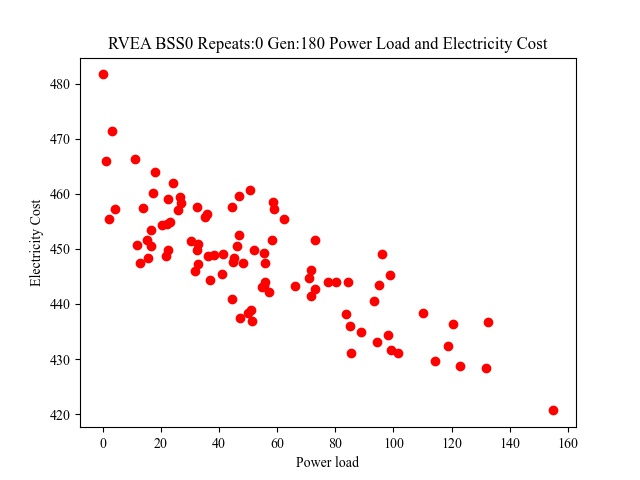 RVEA BSS0 Repeats:0 Gen:180 Power Load and Electricity Cost
480
470
460
450
440
430
420
Electricity Cost
0 20 40 60 80 100 120 140 160
Power load